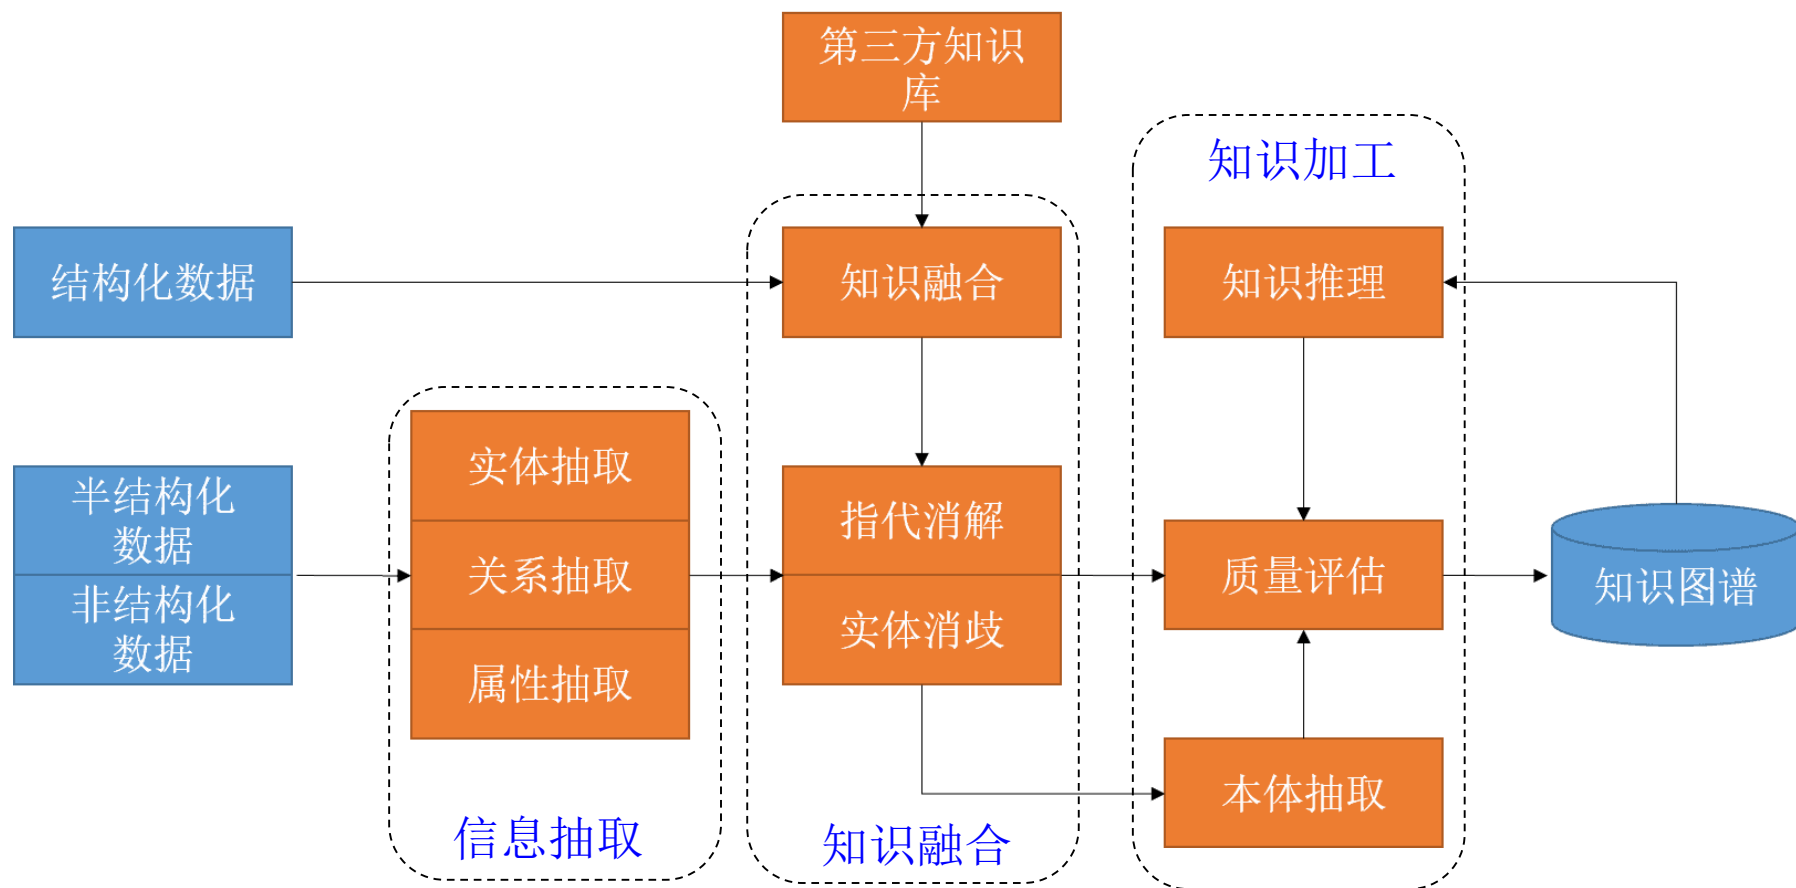 第三方知识
库
知识加工
结构化数据
知识融合
知识推理
实体抽取
半结构化
数据
指代消解
关系抽取
质量评估
知识图谱
非结构化
数据
实体消歧
属性抽取
本体抽取
信息抽取
知识融合